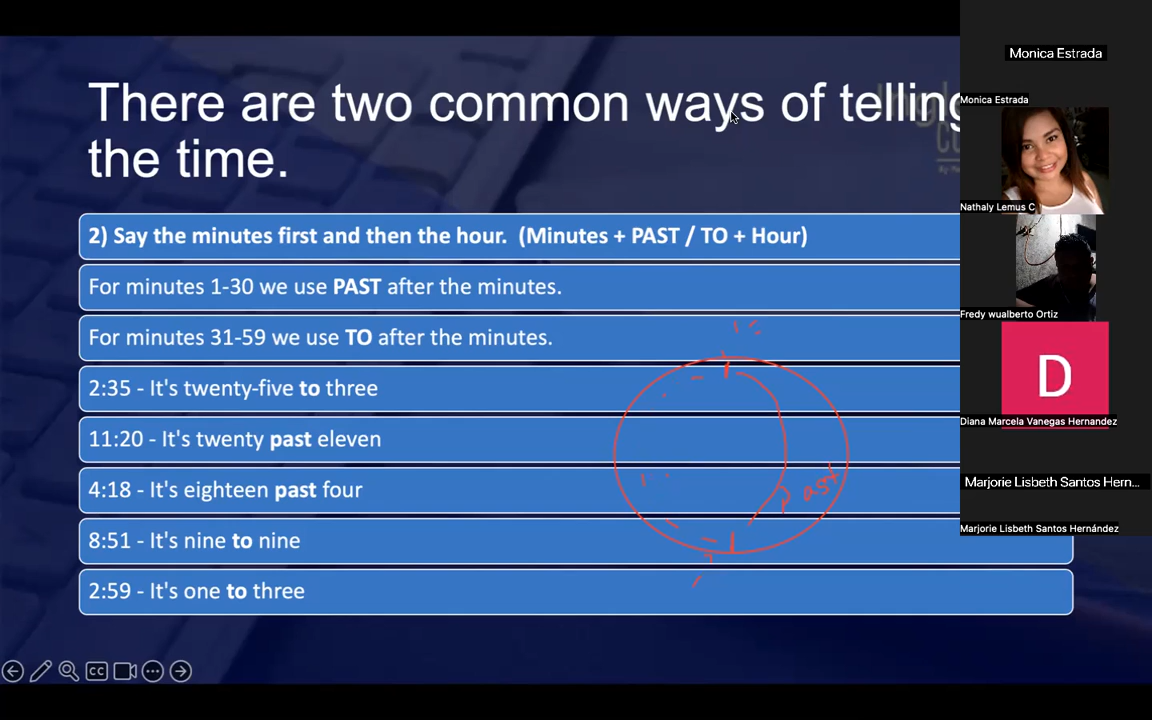 There are two common ways of telling
the time.
2) Say the minutes first and then the hour. (Minutes + PAST / TO + Hour)
For minutes 1-30 we use PAST after the minutes.
For minutes 31-59 we use TO after the minutes.
2:35 - It's twenty-five to three
11:20 - It's twenty past eleven
4:18 - It's eighteen past four
8:51 - It's nine to nine
2:59 - It's one to three
past
CC
Monica Estrada
Monica Estrada
Nathaly Lemus C
Fredy wualberto Ortiz
D
Diana Marcela Vanegas Hernandez
Marjorie Lisbeth Santos Hern...
Marjorie Lisbeth Santos Hernández